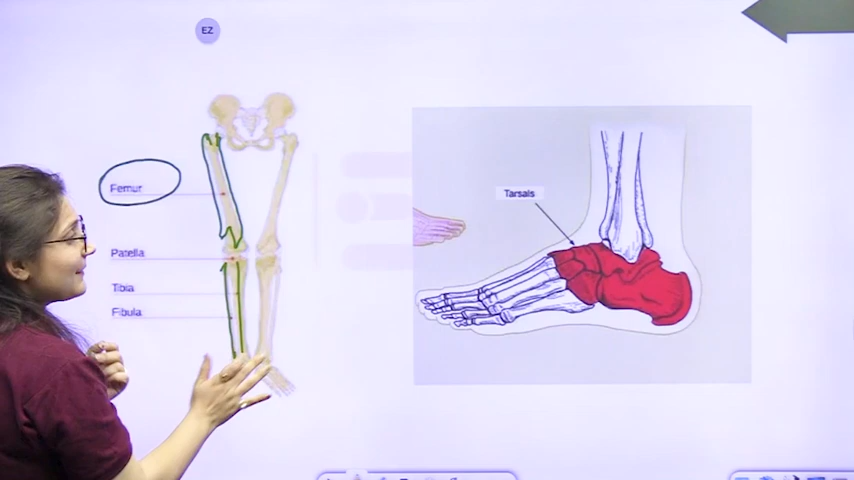 EZ
Femur
Patella
Tibia
Fibula
Tarsals